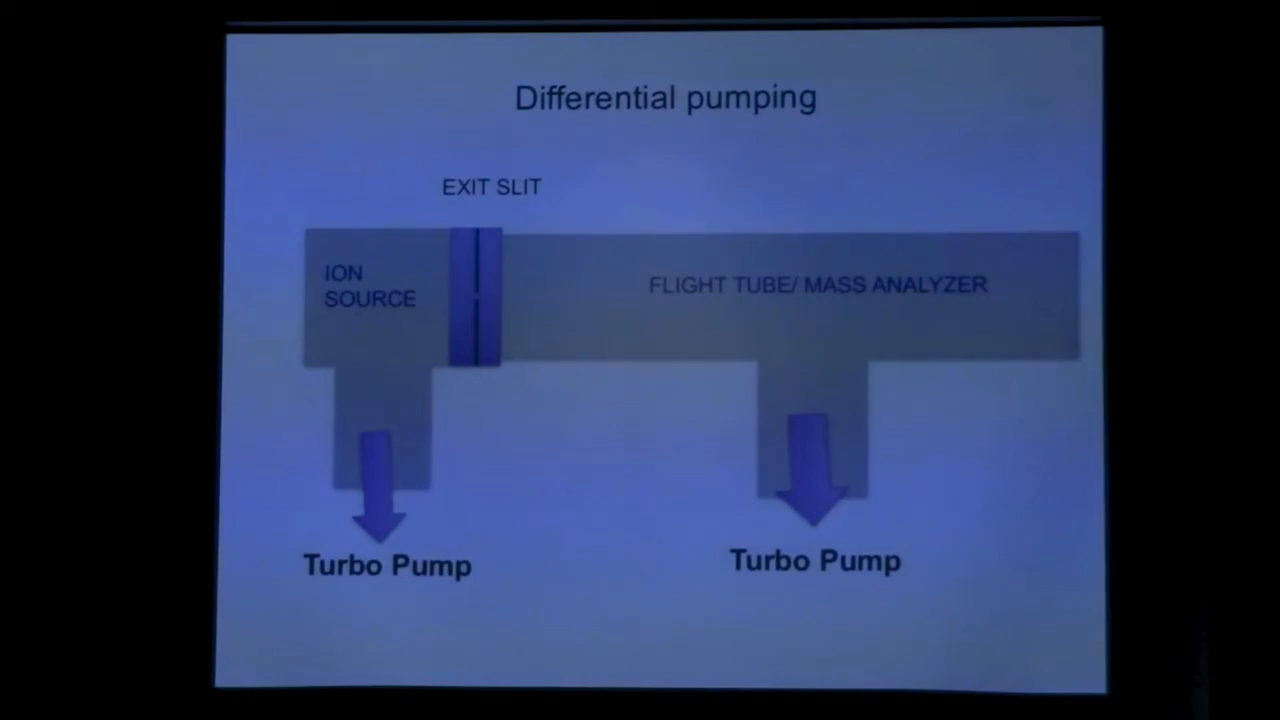 Differential pumping
EXIT SLIT
ION
SOURCE
FLIGHT TUBE/ MASS ANALYZER
Turbo Pump
Turbo Pump